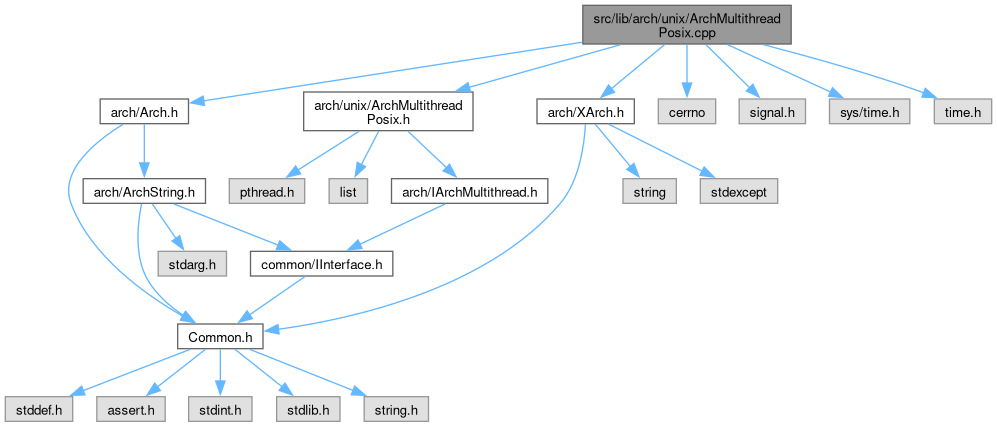 src/lib/arch/unix/ArchMultithread
Posix.cpp
arch/Arch.h
arch/unix/ArchMultithread
Posix.h
arch/XArch.h
cerrno
signal.h
sys/time.h
time.h
arch/ArchString.h
pthread.h
list
arch/IArchMultithread.h
string
stdexcept
stdarg.h
common/IInterface.h
Common.h
stddef.h
assert.h
stdint.h
stdlib.h
string.h